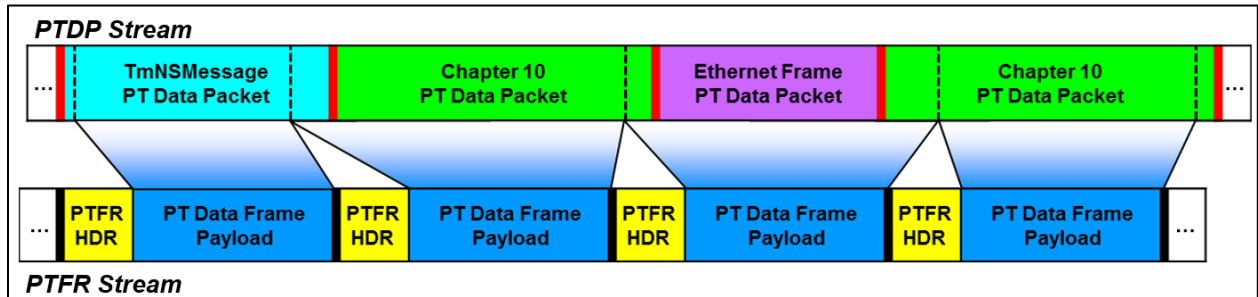 PTDP Stream
...
TmNSMessage
PT Data Packet
Chapter 10
PT Data Packet
Ethernet Frame
PT Data Packet
Chapter 10
PT Data Packet
...
...
PTFR
HDR
PT Data Frame
Payload
PTFR
HDR
PT Data Frame
Payload
PTFR
HDR
PT Data Frame
Payload
PTFR
HDR
PT Data Frame
Payload
...
PTFR Stream